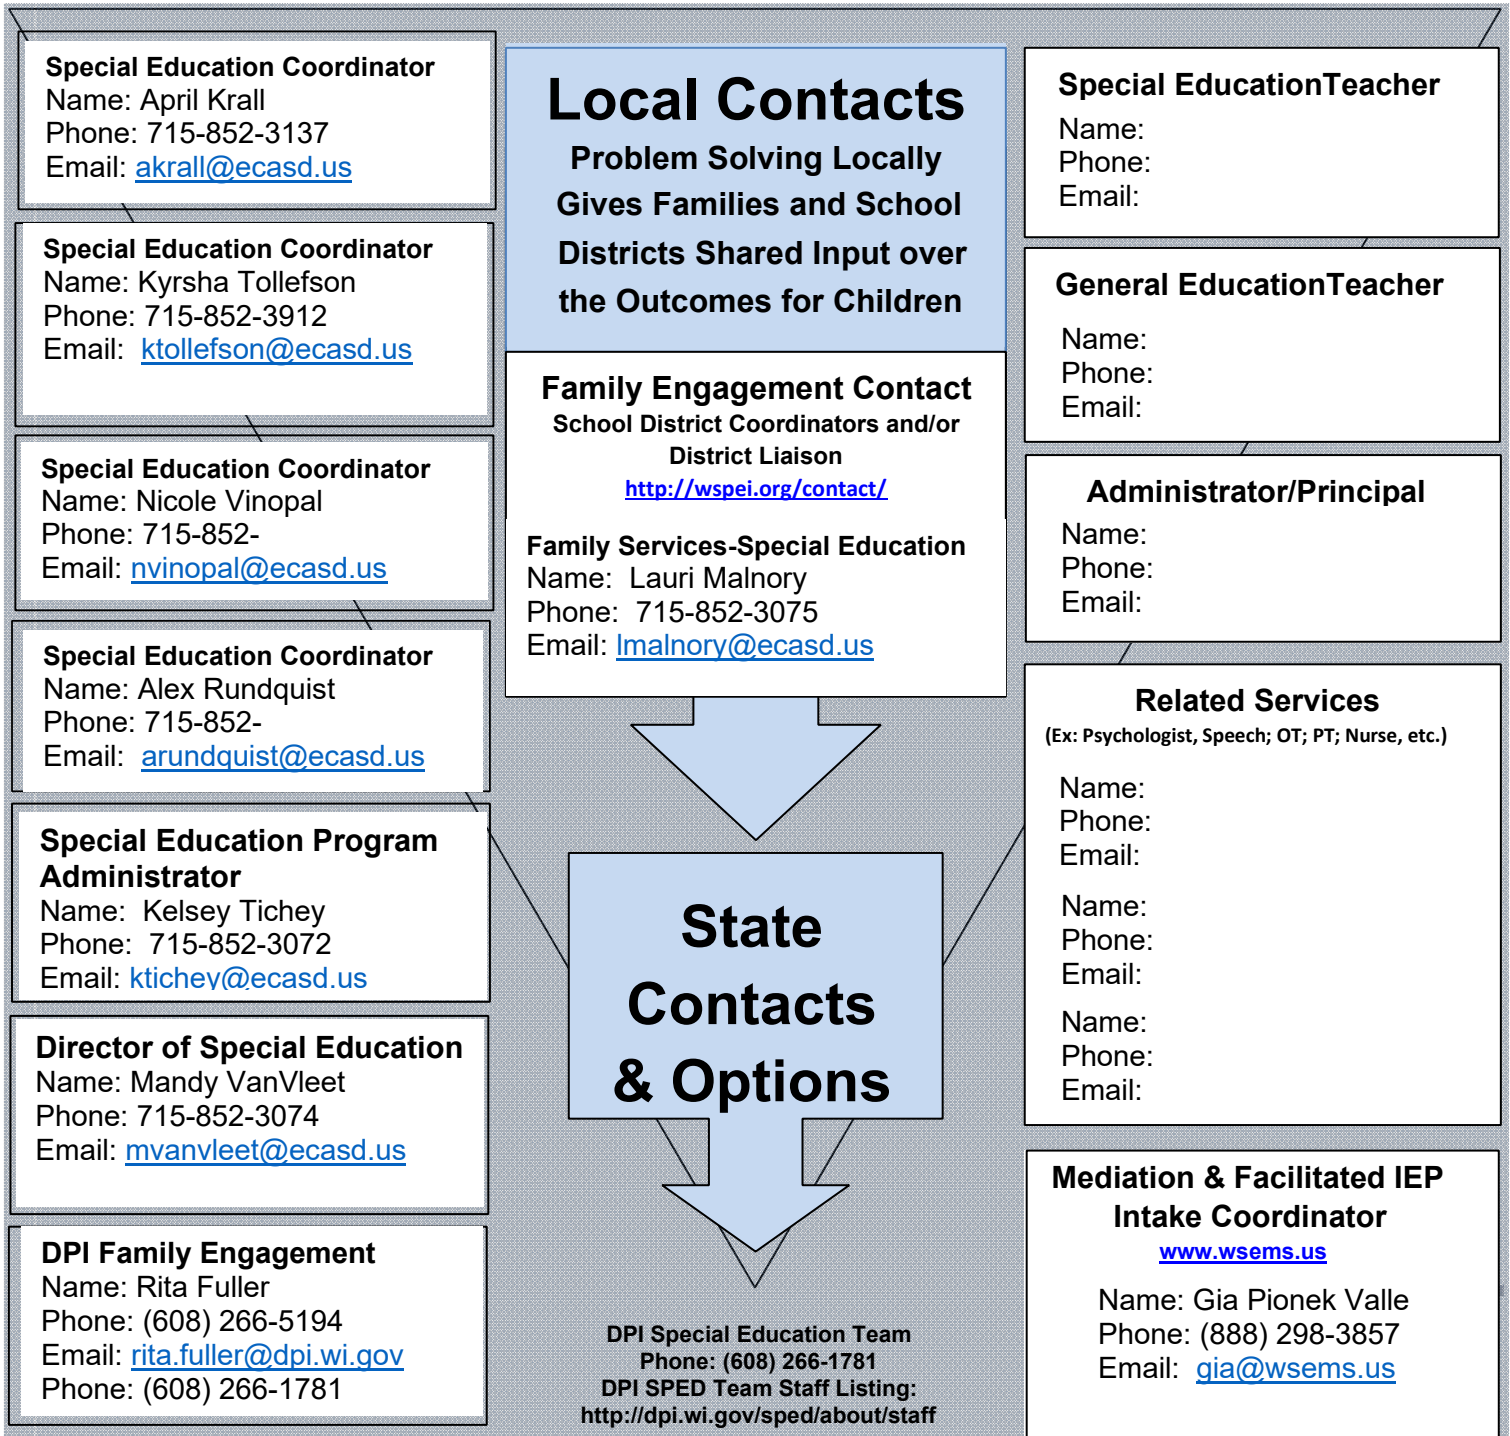 Special Education Coordinator
Name: April Krall
Phone: 715-852-3137
Email: akrall@ecasd.us
Special Education Coordinator
Name: Kyrsha Tollefson
Phone: 715-852-3912
Email: ktollefson@ecasd.us
Special Education Coordinator
Name: Nicole Vinopal
Phone: 715-852-
Email: nvinopal@ecasd.us
Special Education Coordinator
Name: Alex Rundquist
Phone: 715-852-
Email: arundquist@ecasd.us
Special Education Program
Administrator
Name: Kelsey Tichey
Phone: 715-852-3072
Email: ktichey@ecasd.us
Director of Special Education
Name: Mandy VanVleet
Phone: 715-852-3074
Email: mvanvleet@ecasd.us
DPI Family Engagement
Name: Rita Fuller
Phone: (608) 266-5194
Email: rita.fuller@dpi.wi.gov
Phone: (608) 266-1781
Local Contacts
Problem Solving Locally
Gives Families and School
Districts Shared Input over
the Outcomes for Children
Family Engagement Contact
School District Coordinators and/or
District Liaison
http://wspei.org/contact/
Family Services-Special Education
Name: Lauri Malnory
Phone: 715-852-3075
Email: lmalnory@ecasd.us
State
Contacts
& Options
DPI Special Education Team
Phone: (608) 266-1781
DPI SPED Team Staff Listing:
http://dpi.wi.gov/sped/about/staff
Special EducationTeacher
Name:
Phone:
Email:
General EducationTeacher
Name:
Phone:
Email:
Administrator/Principal
Name:
Phone:
Email:
Related Services
(Ex: Psychologist, Speech; OT; PT; Nurse, etc.)
Name:
Phone:
Email:
Name:
Phone:
Email:
Name:
Phone:
Email:
Mediation & Facilitated IEP
Intake Coordinator
www.wsems.us
Name: Gia Pionek Valle
Phone: (888) 298-3857
Email: gia@wsems.us